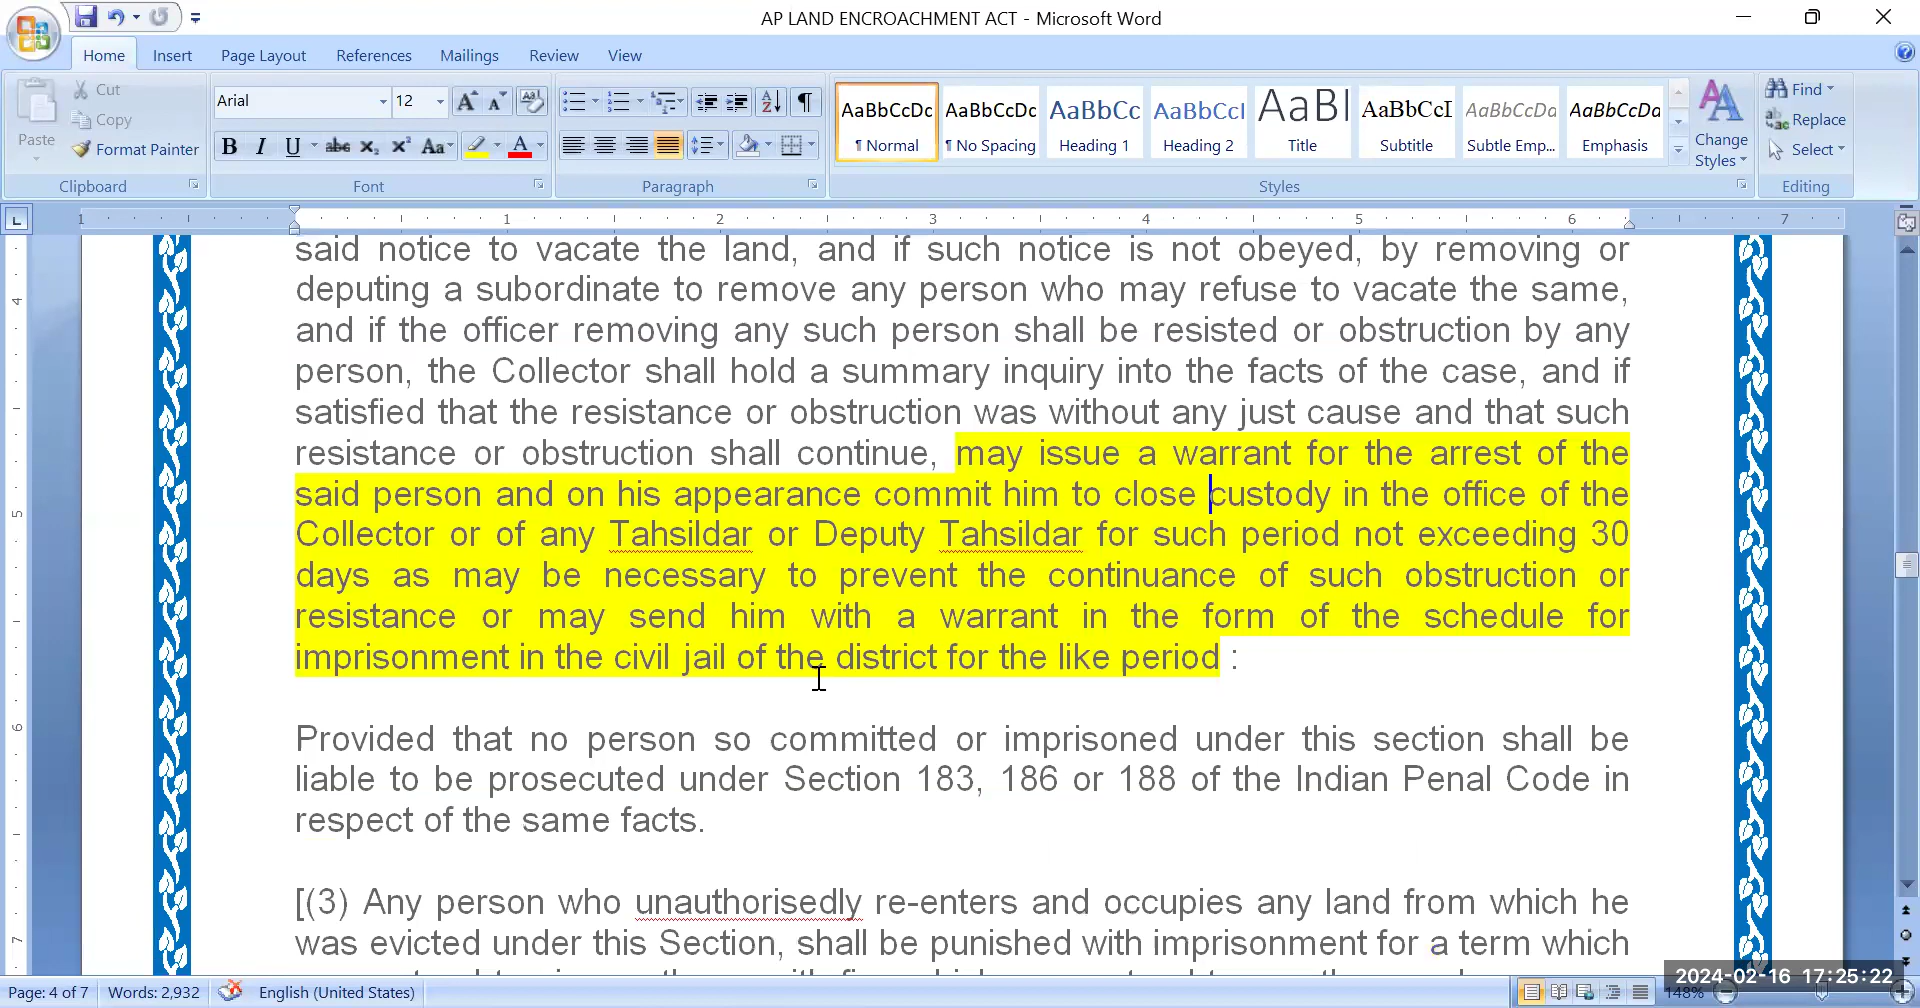 AP LAND ENCROACHMENT ACT - Microsoft Word
Home Insert Page Layout References Mailings Review View
Paste Cut Copy Format Painter Clipboard
Arial 12 Font
Paragraph
AaBbCcDc AaBbCcDc AaBbCc AaBbCcI AaBI AaBbCcI AaBbCcDa AaBbCcDa
¶ Normal ¶ No Spacing Heading 1 Heading 2 Title Subtitle Subtle Emp... Emphasis
Styles
Change Styles
Find Replace Select Editing
1 1 2 3 4 5 6 7
said notice to vacate the land, and if such notice is not obeyed, by removing or
deputing a subordinate to remove any person who may refuse to vacate the same,
and if the officer removing any such person shall be resisted or obstruction by any
person, the Collector shall hold a summary inquiry into the facts of the case, and if
satisfied that the resistance or obstruction was without any just cause and that such
resistance or obstruction shall continue, may issue a warrant for the arrest of the
said person and on his appearance commit him to close custody in the office of the
Collector or of any Tahsildar or Deputy Tahsildar for such period not exceeding 30
days as may be necessary to prevent the continuance of such obstruction or
resistance or may send him with a warrant in the form of the schedule for
imprisonment in the civil jail of the district for the like period :
Provided that no person so committed or imprisoned under this section shall be
liable to be prosecuted under Section 183, 186 or 188 of the Indian Penal Code in
respect of the same facts.
[(3) Any person who unauthorisedly re-enters and occupies any land from which he
was evicted under this Section, shall be punished with imprisonment for a term which
Page: 4 of 7 Words: 2,932 English (United States) 148%
2024-02-16 17:25:22